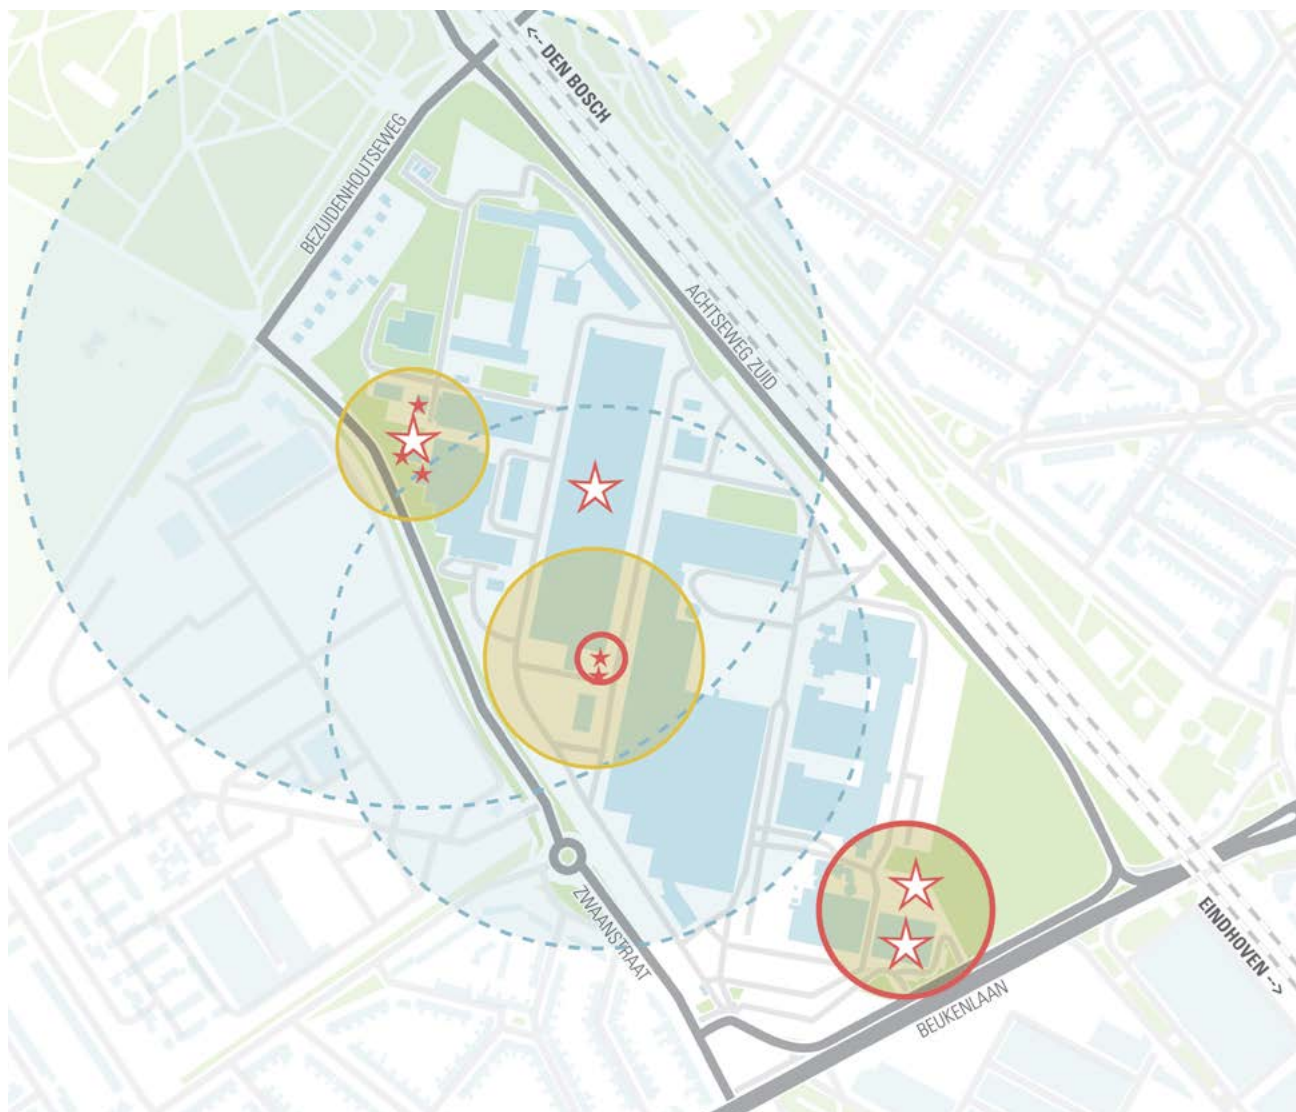 <-- DEN BOSCH
BEZUIDENHOUTSEWEG
ACHTSEWEG ZUID
ZWAANSTRAAT
EINDHOVEN -->
BEUKENLAAN